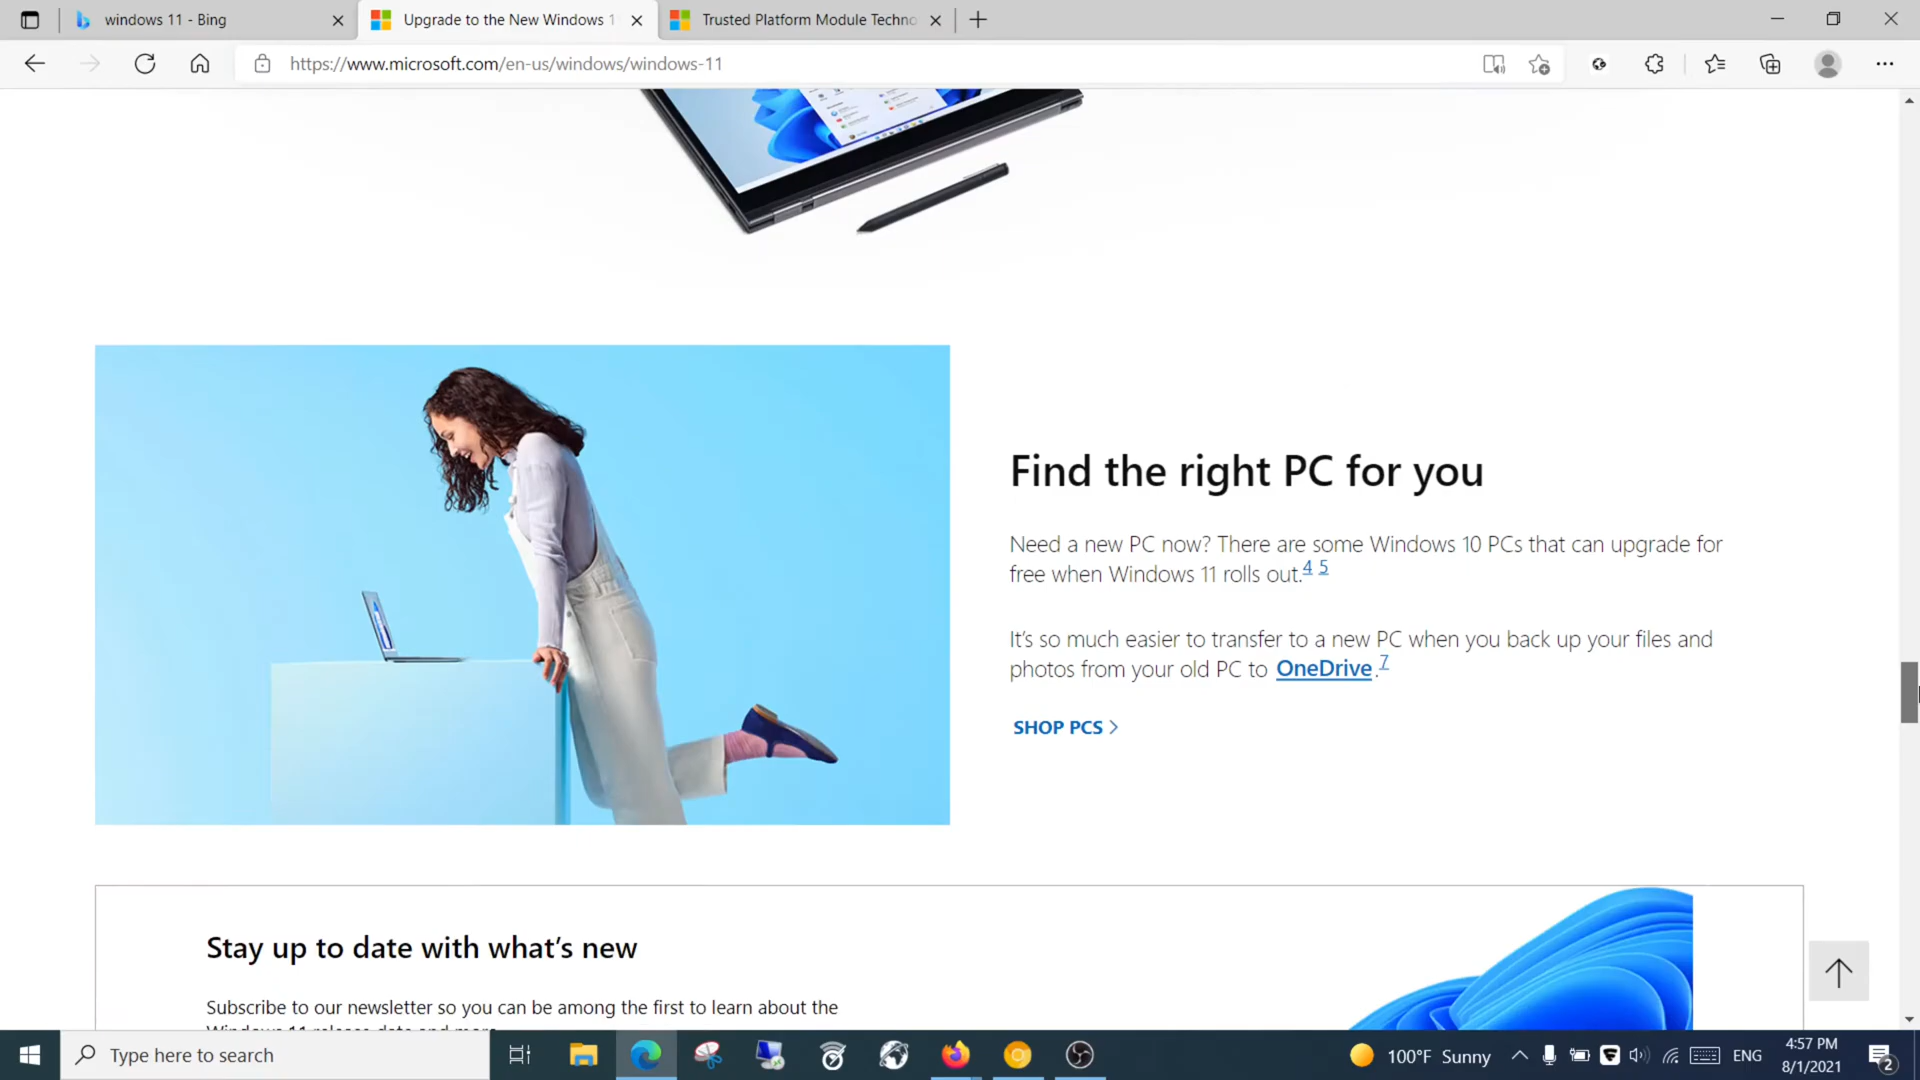 windows 11 - Bing
Upgrade to the New Windows 1
Trusted Platform Module Techno
https://www.microsoft.com/en-us/windows/windows-11
Find the right PC for you
Need a new PC now? There are some Windows 10 PCs that can upgrade for
free when Windows 11 rolls out.4 5
It's so much easier to transfer to a new PC when you back up your files and
photos from your old PC to OneDrive.7
SHOP PCS >
Stay up to date with what's new
Subscribe to our newsletter so you can be among the first to learn about the
Windows 11 release date and more.
Type here to search
100°F Sunny
ENG
4:57 PM
8/1/2021
2